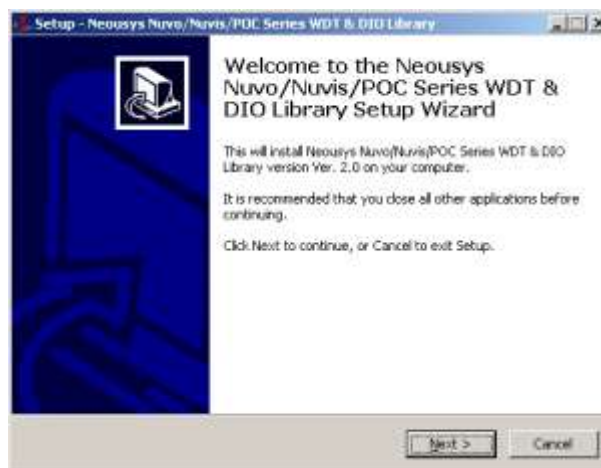 Setup - Neousys Nuvo/Nuvis/POC Series WDT & DIO Library
Welcome to the Neousys
Nuvo/Nuvis/POC Series WDT &
DIO Library Setup Wizard
This will install Neousys Nuvo/Nuvis/POC Series WDT & DIO
Library version Ver. 2.0 on your computer.
It is recommended that you close all other applications before
continuing.
Click Next to continue, or Cancel to exit Setup.
Next >
Cancel